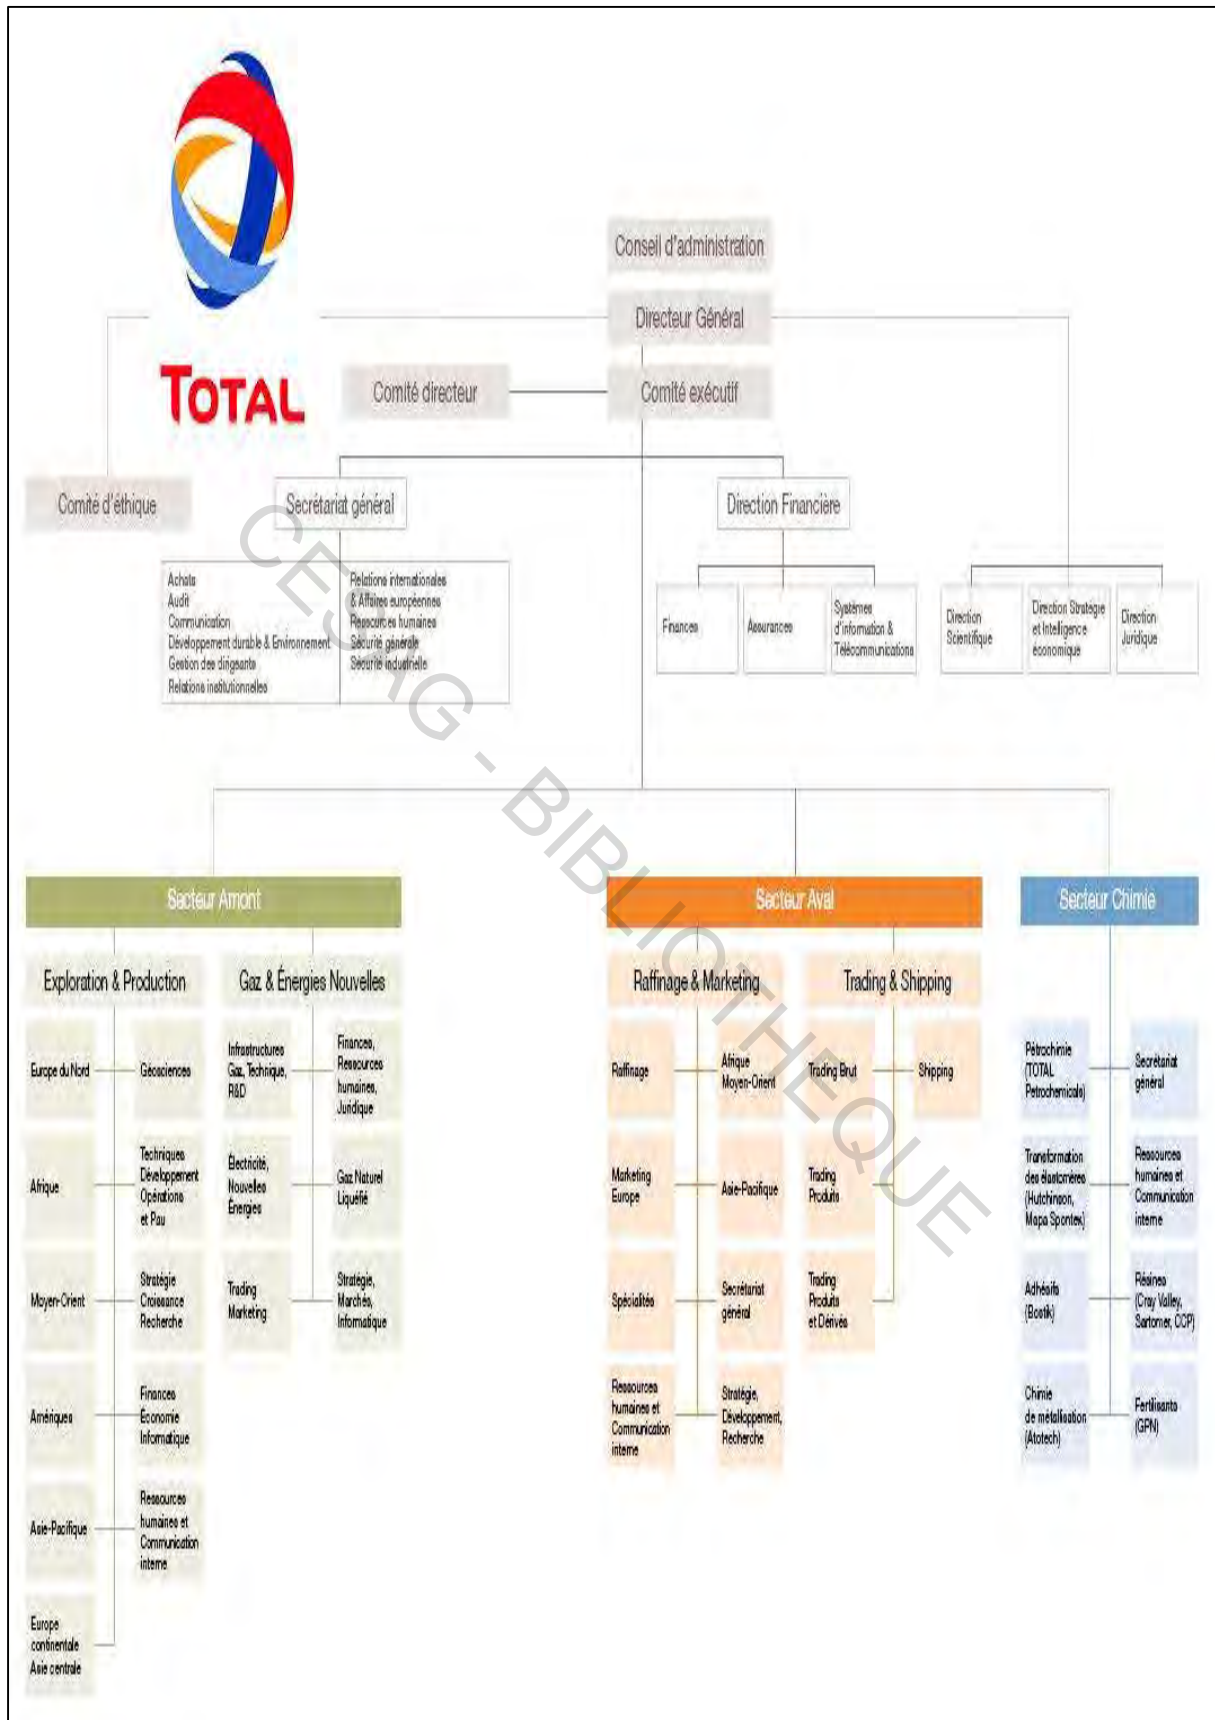 Conseil d'administration
Directeur Général
TOTAL
Comité directeur
Comité exécutif
Comité d'éthique
Secrétariat général
Direction Financière
Achats
Audit
Communication
Développement durable & Environnement
Gestion des dirigeants
Relations institutionnelles
Relations internationales
& Affaires européennes
Ressources humaines
Sécurité générale
Sécurité industrielle
Finances
Assurances
Systèmes
d'information &
Télécommunications
Direction
Scientifique
Direction Stratégie
et Intelligence
économique
Direction
Juridique
CESAG - BIBLIOTHEQUE
Secteur Amont
Exploration & Production
Europe du Nord
Géosciences
Afrique
Techniques
Développement
Opérations
et Pau
Moyen-Orient
Stratégie
Croissance
Recherche
Amériques
Finances
Économie
Informatique
Asie-Pacifique
Ressources
humaines et
Communication
interne
Europe
continentale
Asie centrale
Gaz & Énergies Nouvelles
Infrastructures
Gaz, Technique,
R&D
Finances,
Ressources
humaines,
Juridique
Électricité,
Nouvelles
Énergies
Gaz Naturel
Liquéfié
Trading
Marketing
Stratégie,
Marchés,
Informatique
Secteur Aval
Raffinage & Marketing
Raffinage
Afrique
Moyen-Orient
Marketing
Europe
Asie-Pacifique
Spécialités
Secrétariat
général
Ressources
humaines et
Communication
interne
Stratégie,
Développement,
Recherche
Trading & Shipping
Trading Brut
Shipping
Trading
Produits
Trading
Produits
et Dérivés
Secteur Chimie
Pétrochimie
(TOTAL
Petrochemicals)
Secrétariat
général
Transformation
des élastomères
(Hutchinson,
Mapa Spontex)
Ressources
humaines et
Communication
interne
Adhésifs
(Bostik)
Résines
(Cray Valley,
Sartomer, CCP)
Chimie
de métallisation
(Atotech)
Fertilisants
(GPN)